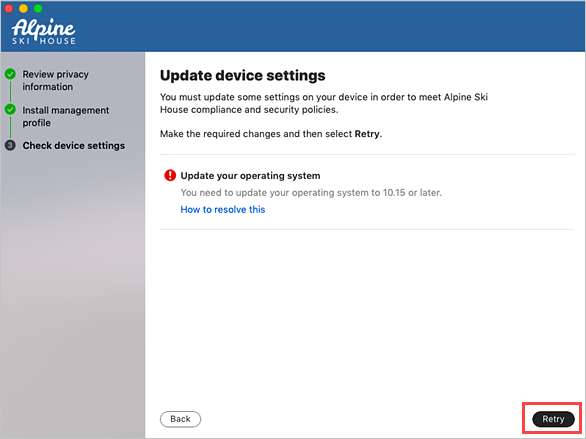 Alpine
SKI HOUSE
Review privacy
information
Install management
profile
3 Check device settings
Update device settings
You must update some settings on your device in order to meet Alpine Ski
House compliance and security policies.
Make the required changes and then select Retry.
! Update your operating system
You need to update your operating system to 10.15 or later.
How to resolve this
Back Retry